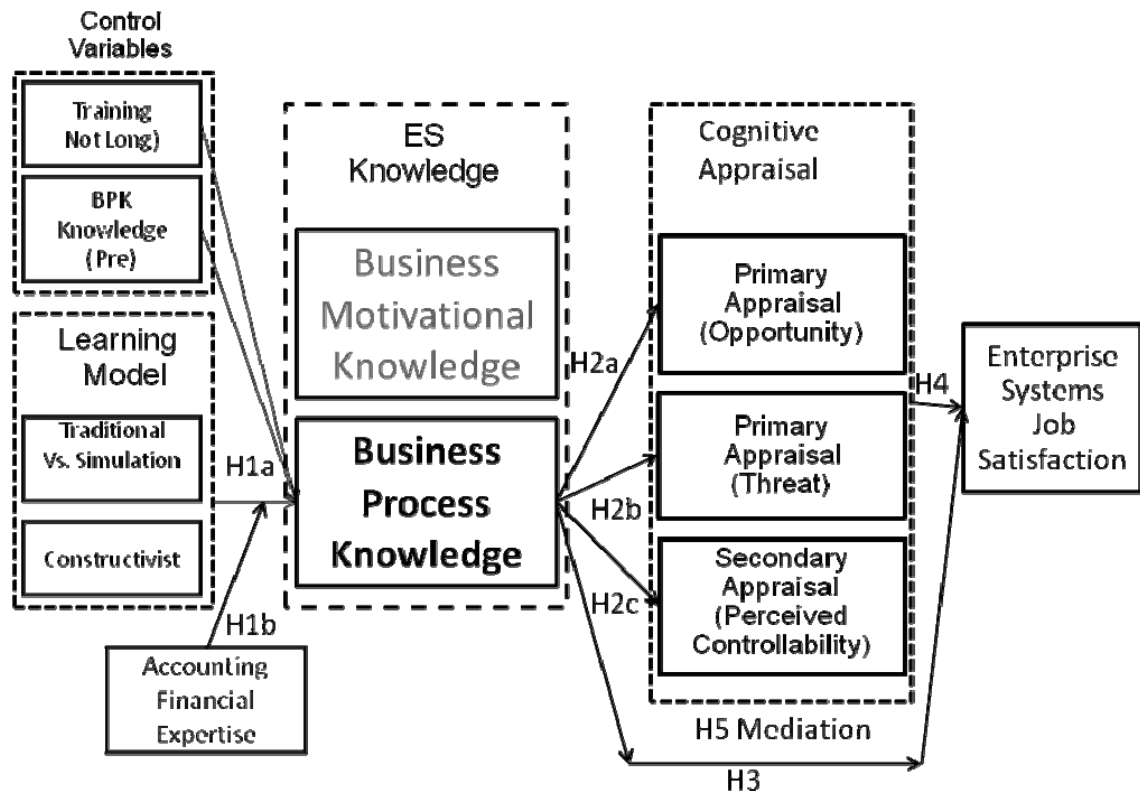 Control
Variables
Training
Not Long)
BPK
Knowledge
(Pre)
Learning
Model
Traditional
Vs. Simulation
Constructivist
H1a
H1b
Accounting
Financial
Expertise
ES
Knowledge
Business
Motivational
Knowledge
Business
Process
Knowledge
H2a
H2b
H2c
Cognitive
Appraisal
Primary
Appraisal
(Opportunity)
Primary
Appraisal
(Threat)
Secondary
Appraisal
(Perceived
Controllability)
H5 Mediation
H3
H4
Enterprise
Systems
Job
Satisfaction